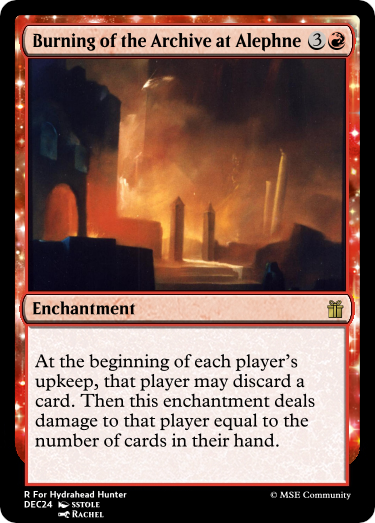 Burning of the Archive at Alephne 3
Enchantment
At the beginning of each player's
upkeep, that player may discard a
card. Then this enchantment deals
damage to that player equal to the
number of cards in their hand.
R For Hydrahead Hunter
DEC24 SSTOLE
RACHEL
© MSE Community